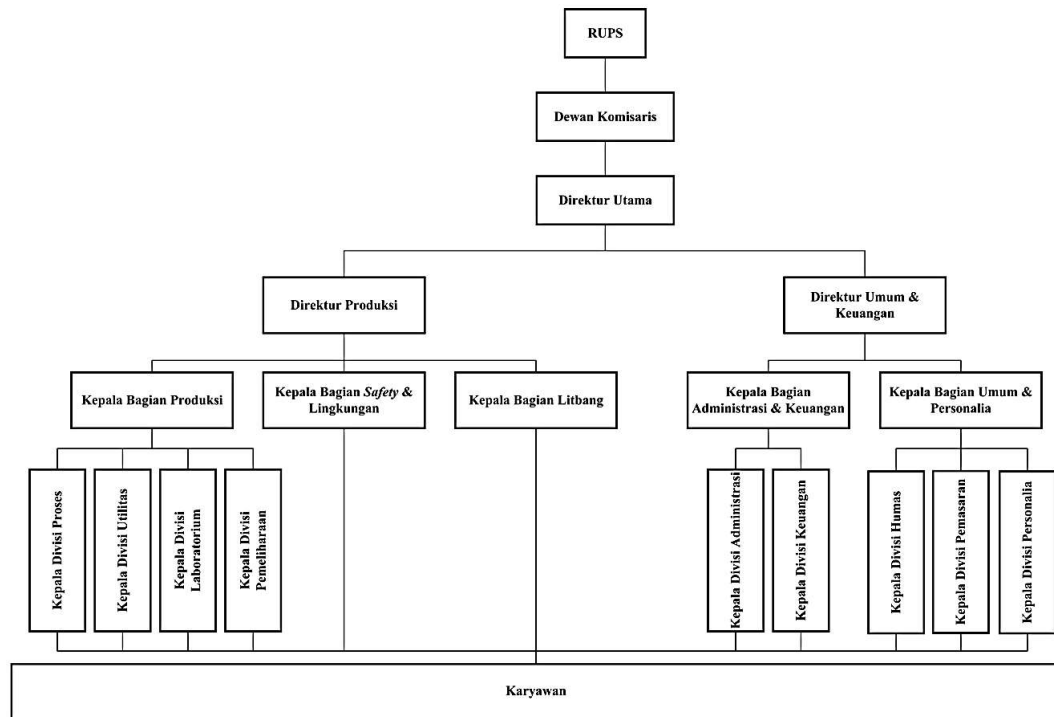 RUPS
Dewan Komisaris
Direktur Utama
Direktur Produksi
Direktur Umum &
Keuangan
Kepala Bagian Produksi
Kepala Bagian Safety &
Lingkungan
Kepala Bagian Litbang
Kepala Bagian
Administrasi & Keuangan
Kepala Bagian Umum &
Personalia
Kepala Divisi Proses
Kepala Divisi Utilitas
Kepala Divisi
Laboratorium
Kepala Divisi
Pemeliharaan
Kepala Divisi Administrasi
Kepala Divisi Keuangan
Kepala Divisi Humas
Kepala Divisi Pemasaran
Kepala Divisi Personalia
Karyawan